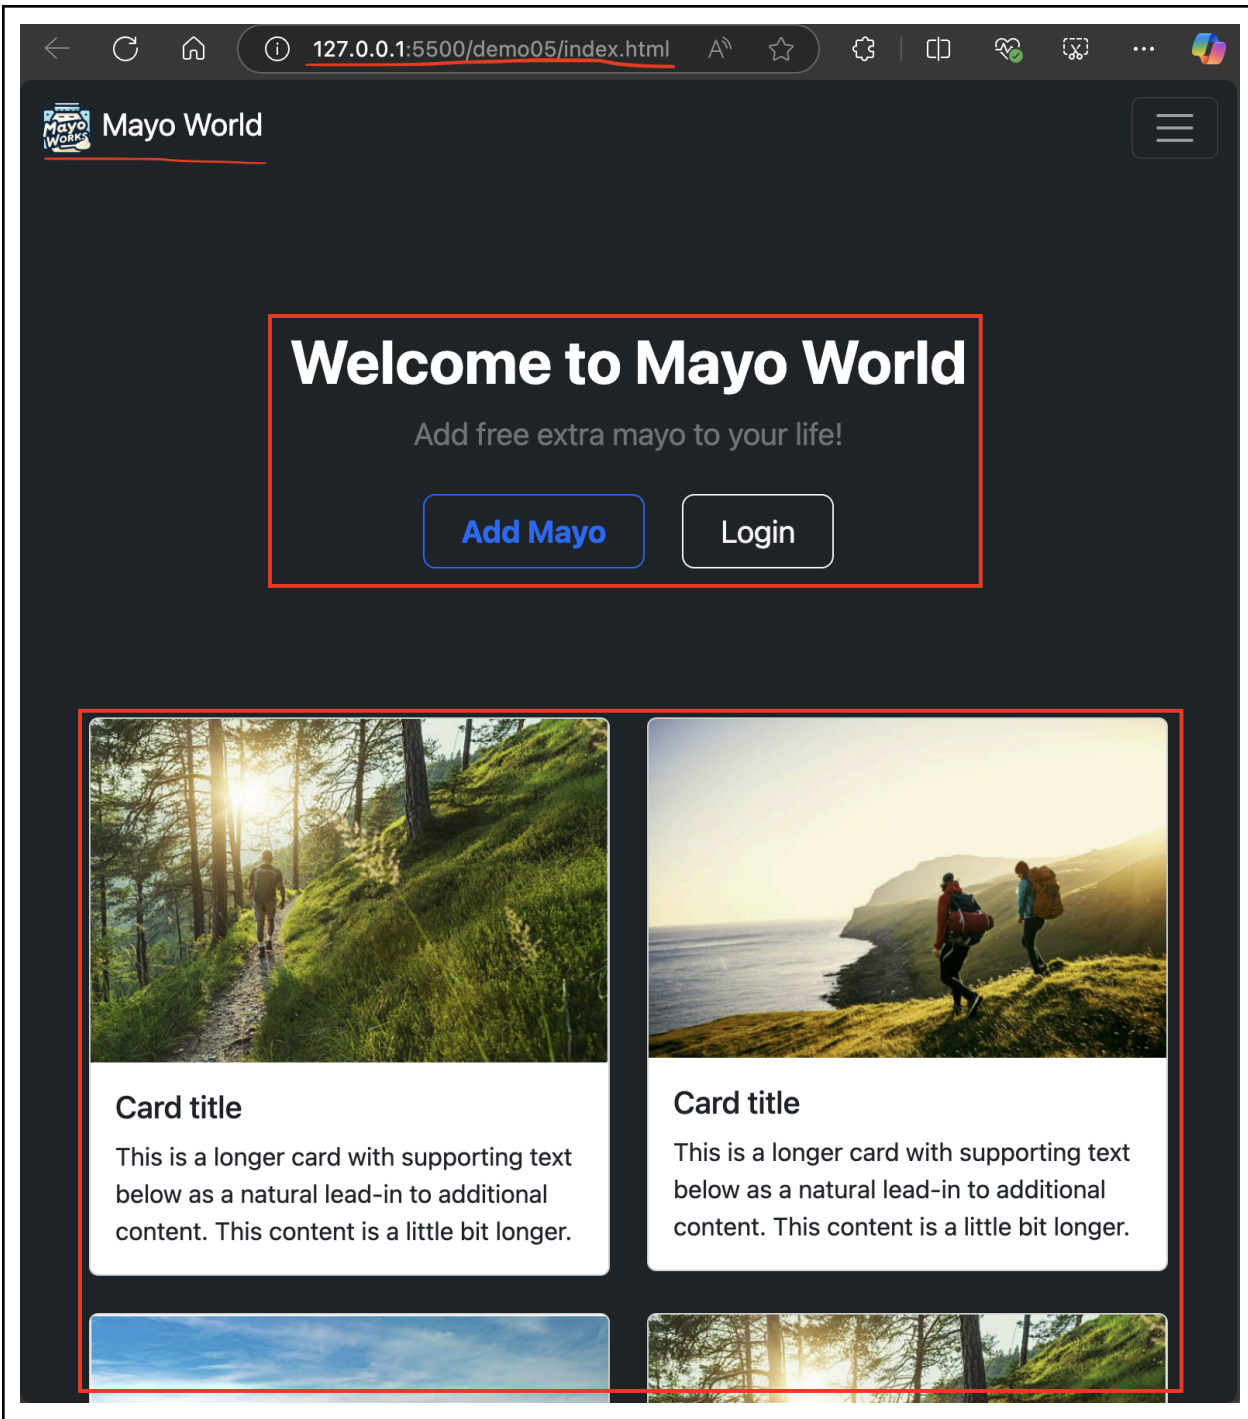 127.0.0.1:5500/demo05/index.html
Mayo WORKS
Mayo World
Welcome to Mayo World
Add free extra mayo to your life!
Add Mayo
Login
Card title
This is a longer card with supporting text
below as a natural lead-in to additional
content. This content is a little bit longer.
Card title
This is a longer card with supporting text
below as a natural lead-in to additional
content. This content is a little bit longer.